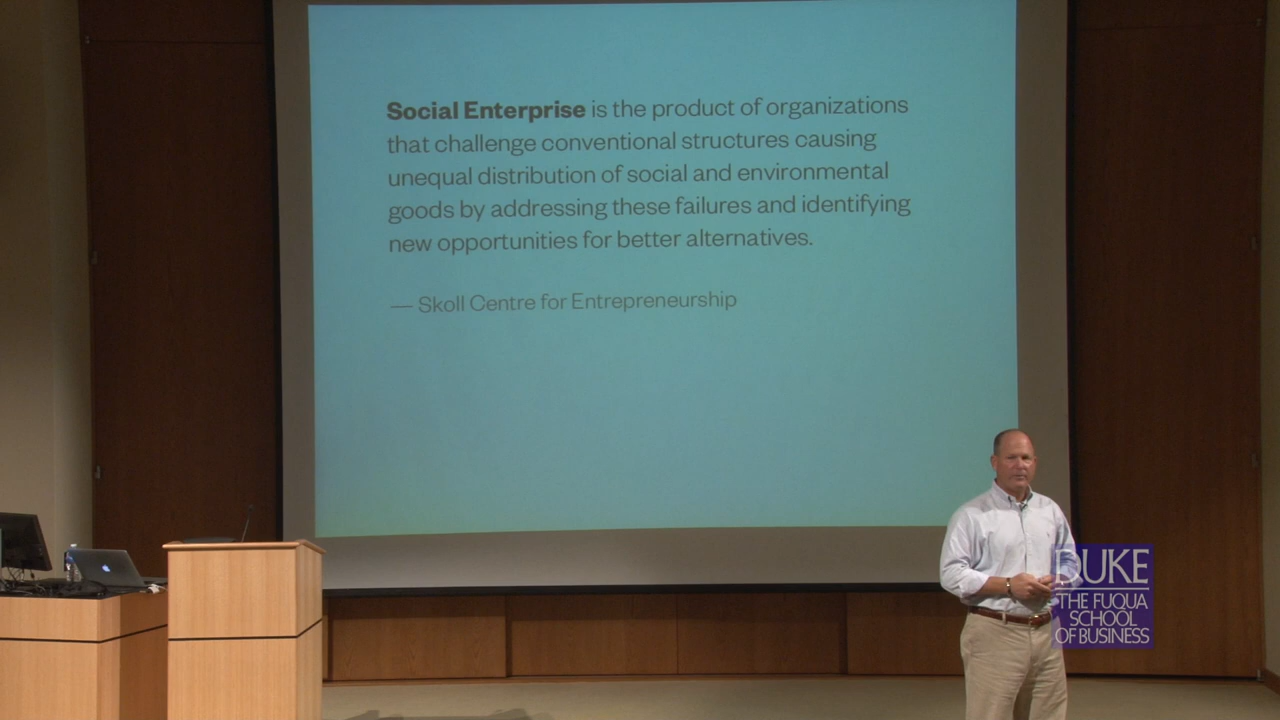 Social Enterprise is the product of organizations
that challenge conventional structures causing
unequal distribution of social and environmental
goods by addressing these failures and identifying
new opportunities for better alternatives.
— Skoll Centre for Entrepreneurship
DUKE
THE FUQUA
SCHOOL
OF BUSINESS